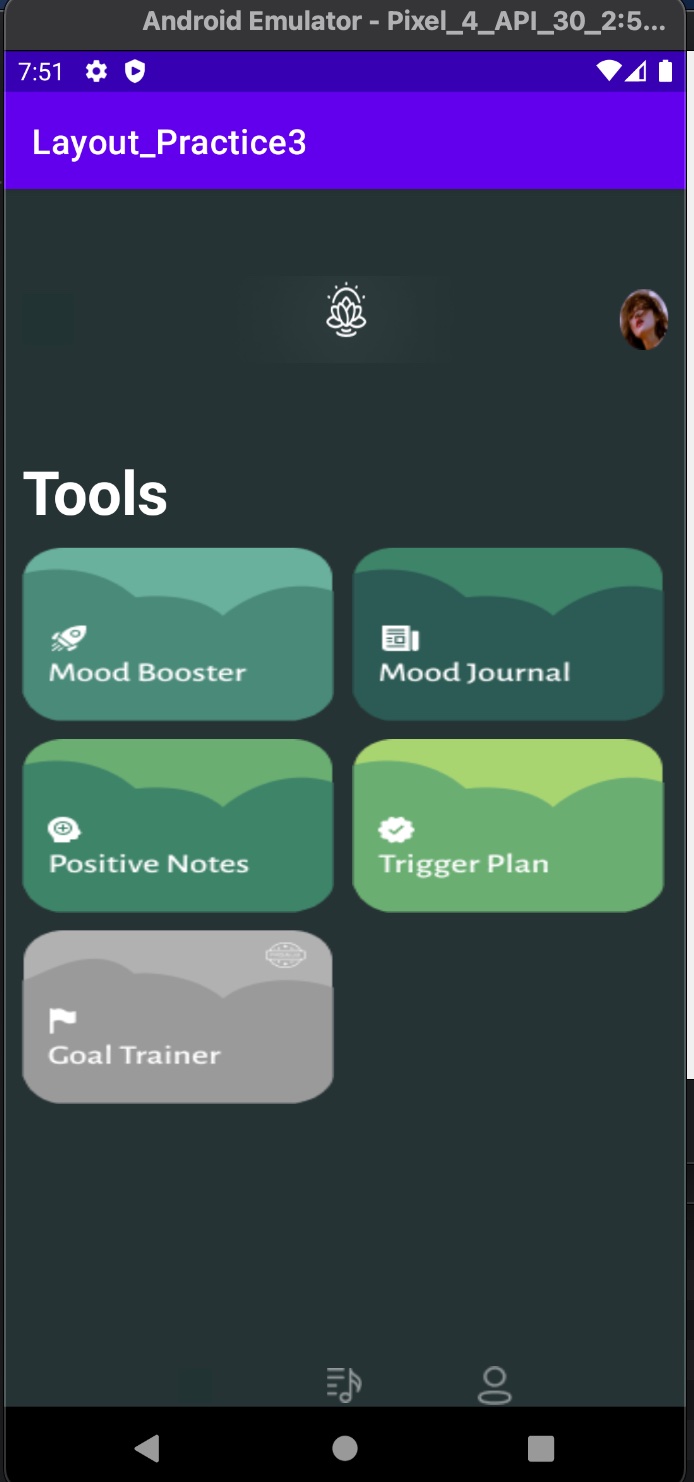 Android Emulator - Pixel_4_API_30_2:5...
7:51
Layout_Practice3
Tools
Mood Booster
Mood Journal
Positive Notes
Trigger Plan
Goal Trainer